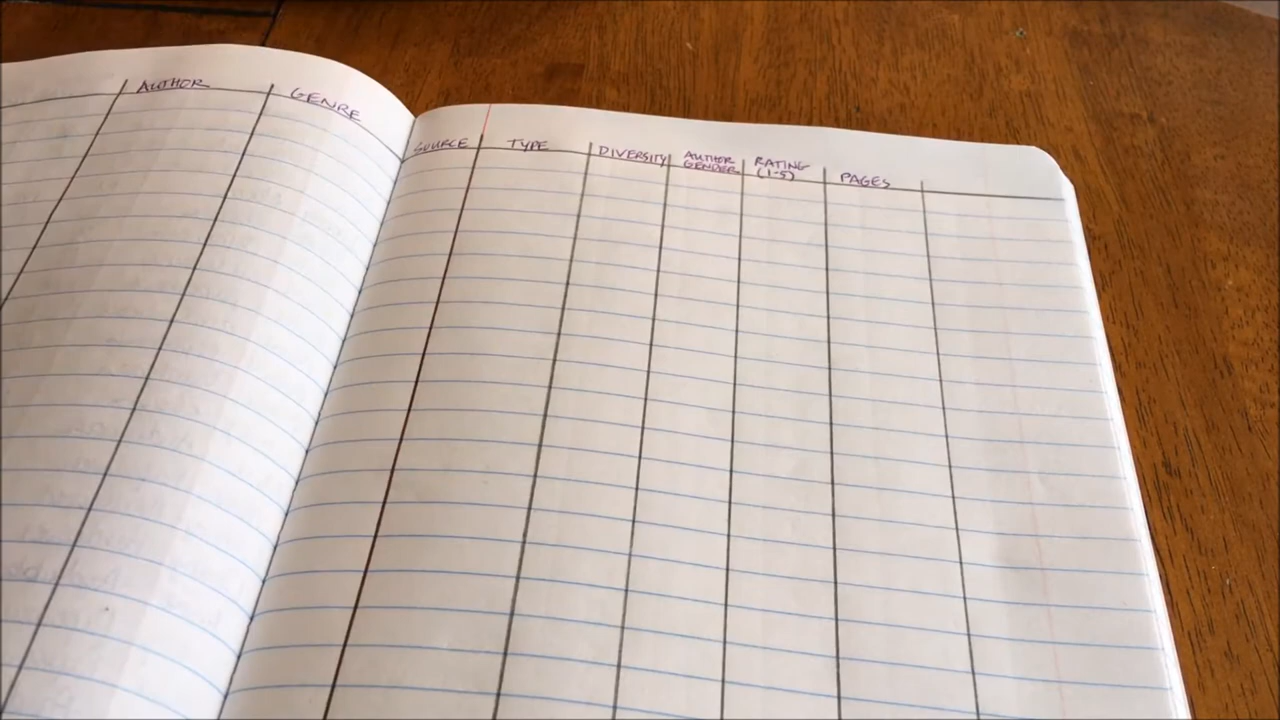 AUTHOR
GENRE
SOURCE
TYPE
DIVERSITY
AUTHOR
GENDER
RATING
(1-5)
PAGES